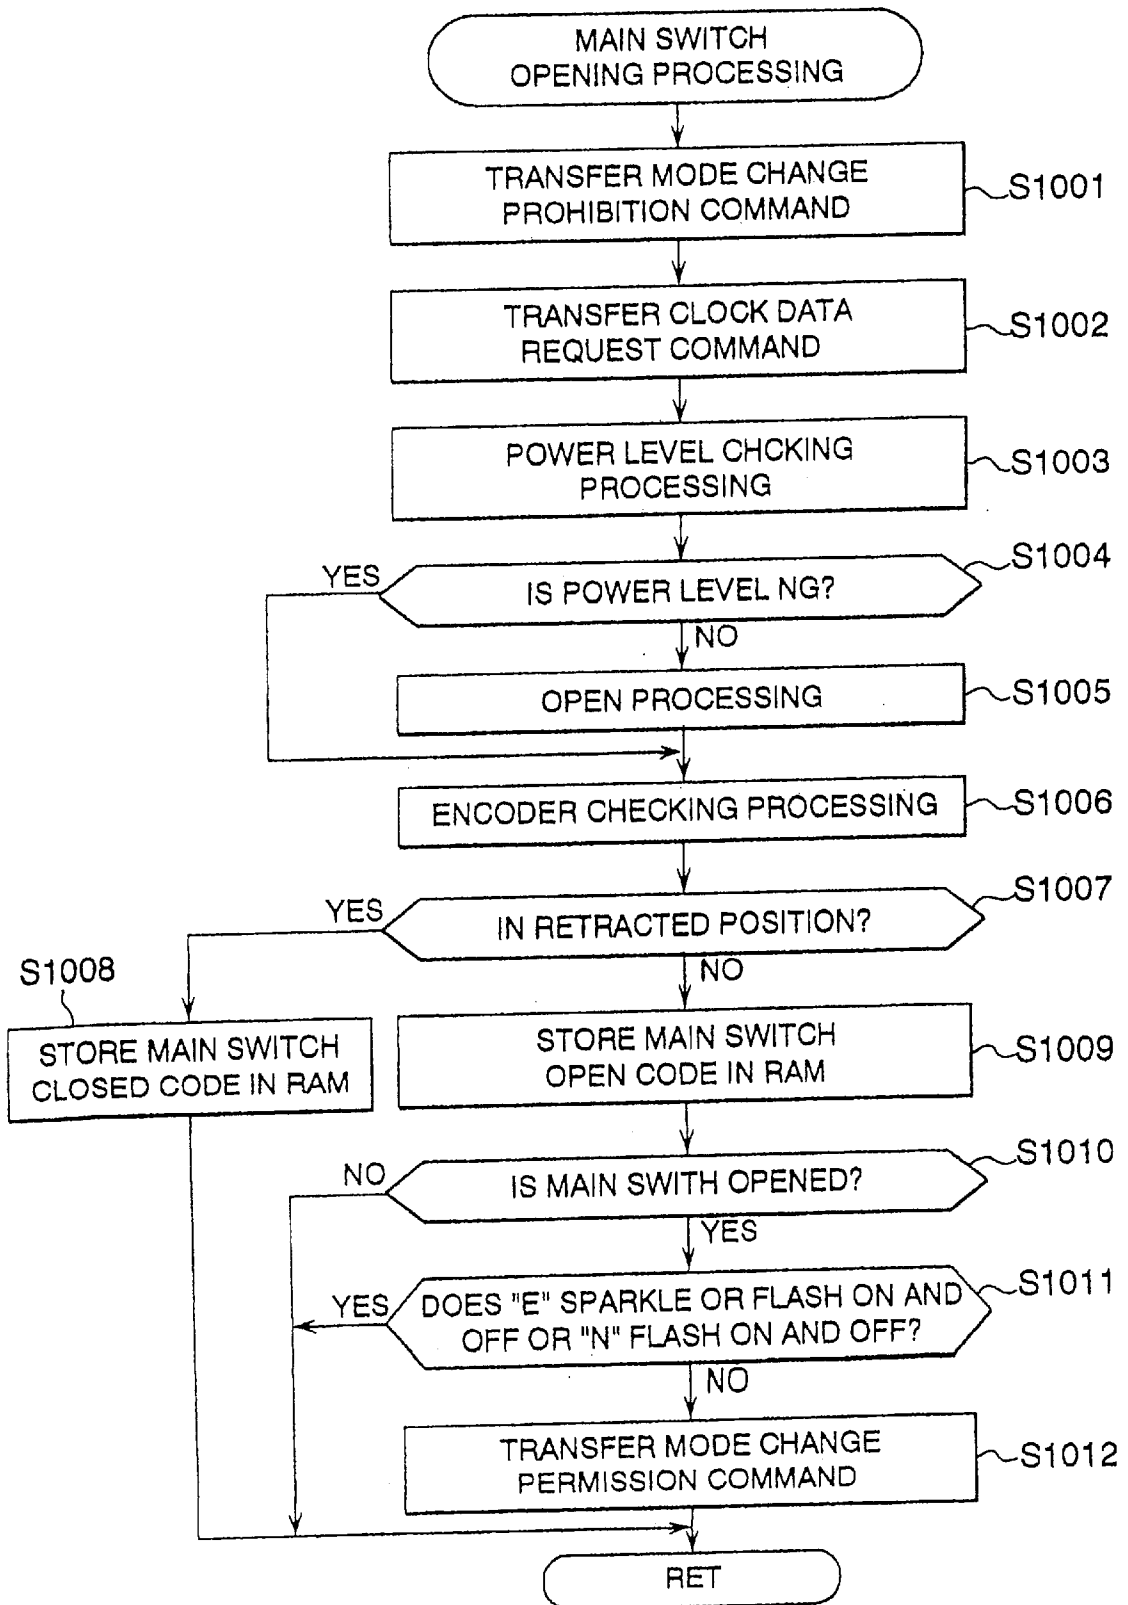 MAIN SWITCH
OPENING PROCESSING
TRANSFER MODE CHANGE
PROHIBITION COMMAND
S1001
TRANSFER CLOCK DATA
REQUEST COMMAND
S1002
POWER LEVEL CHCKING
PROCESSING
S1003
S1004
YES
IS POWER LEVEL NG?
NO
OPEN PROCESSING
S1005
ENCODER CHECKING PROCESSING
S1006
S1007
YES
IN RETRACTED POSITION?
NO
S1008
STORE MAIN SWITCH
CLOSED CODE IN RAM
STORE MAIN SWITCH
OPEN CODE IN RAM
S1009
S1010
NO
IS MAIN SWITH OPENED?
YES
S1011
YES
DOES "E" SPARKLE OR FLASH ON AND
OFF OR "N" FLASH ON AND OFF?
NO
TRANSFER MODE CHANGE
PERMISSION COMMAND
S1012
RET